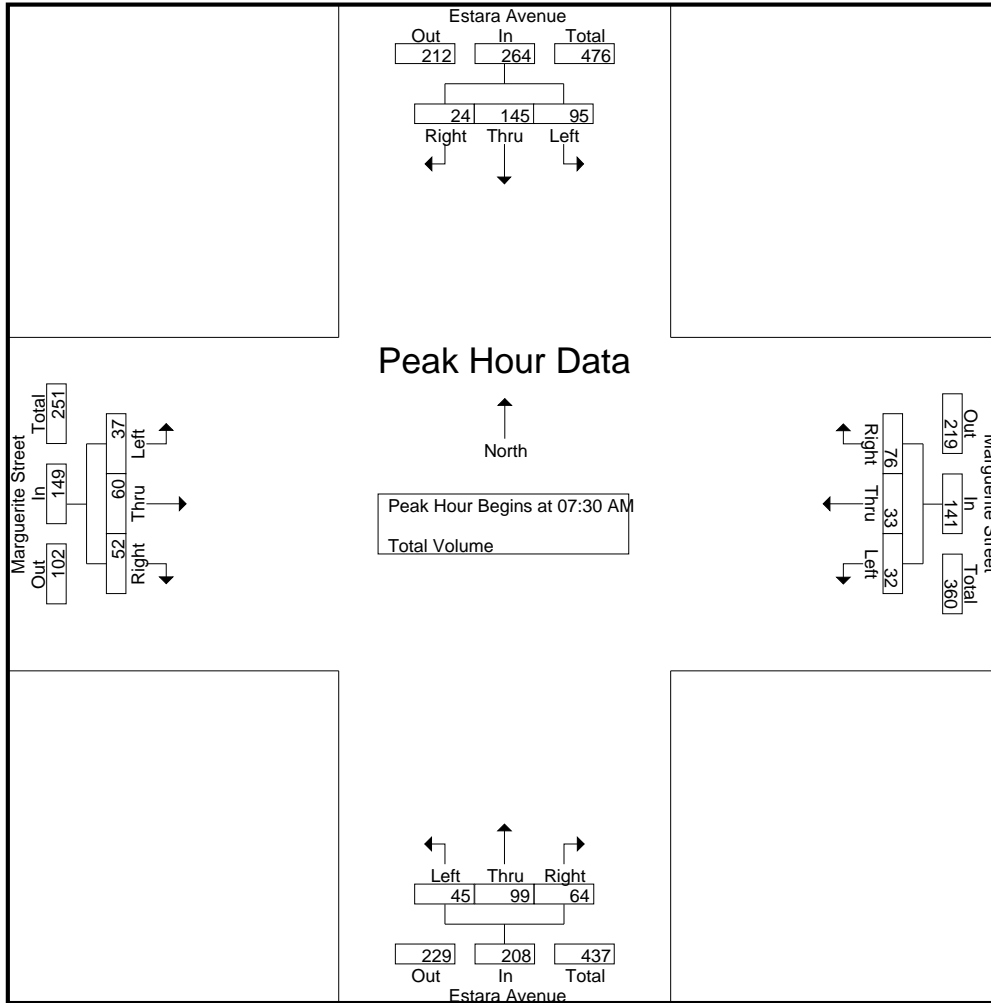 Estara Avenue
Out In Total
212 264 476
24 145 95
Right Thru Left
Peak Hour Data
North
Peak Hour Begins at 07:30 AM
Total Volume
Marguerite Street
Total In Out
251 149 102
37 60 52
Left Thru Right
Marguerite Street
Out In Total
219 141 360
76 33 32
Right Thru Left
Left Thru Right
45 99 64
229 208 437
Out In Total
Estara Avenue